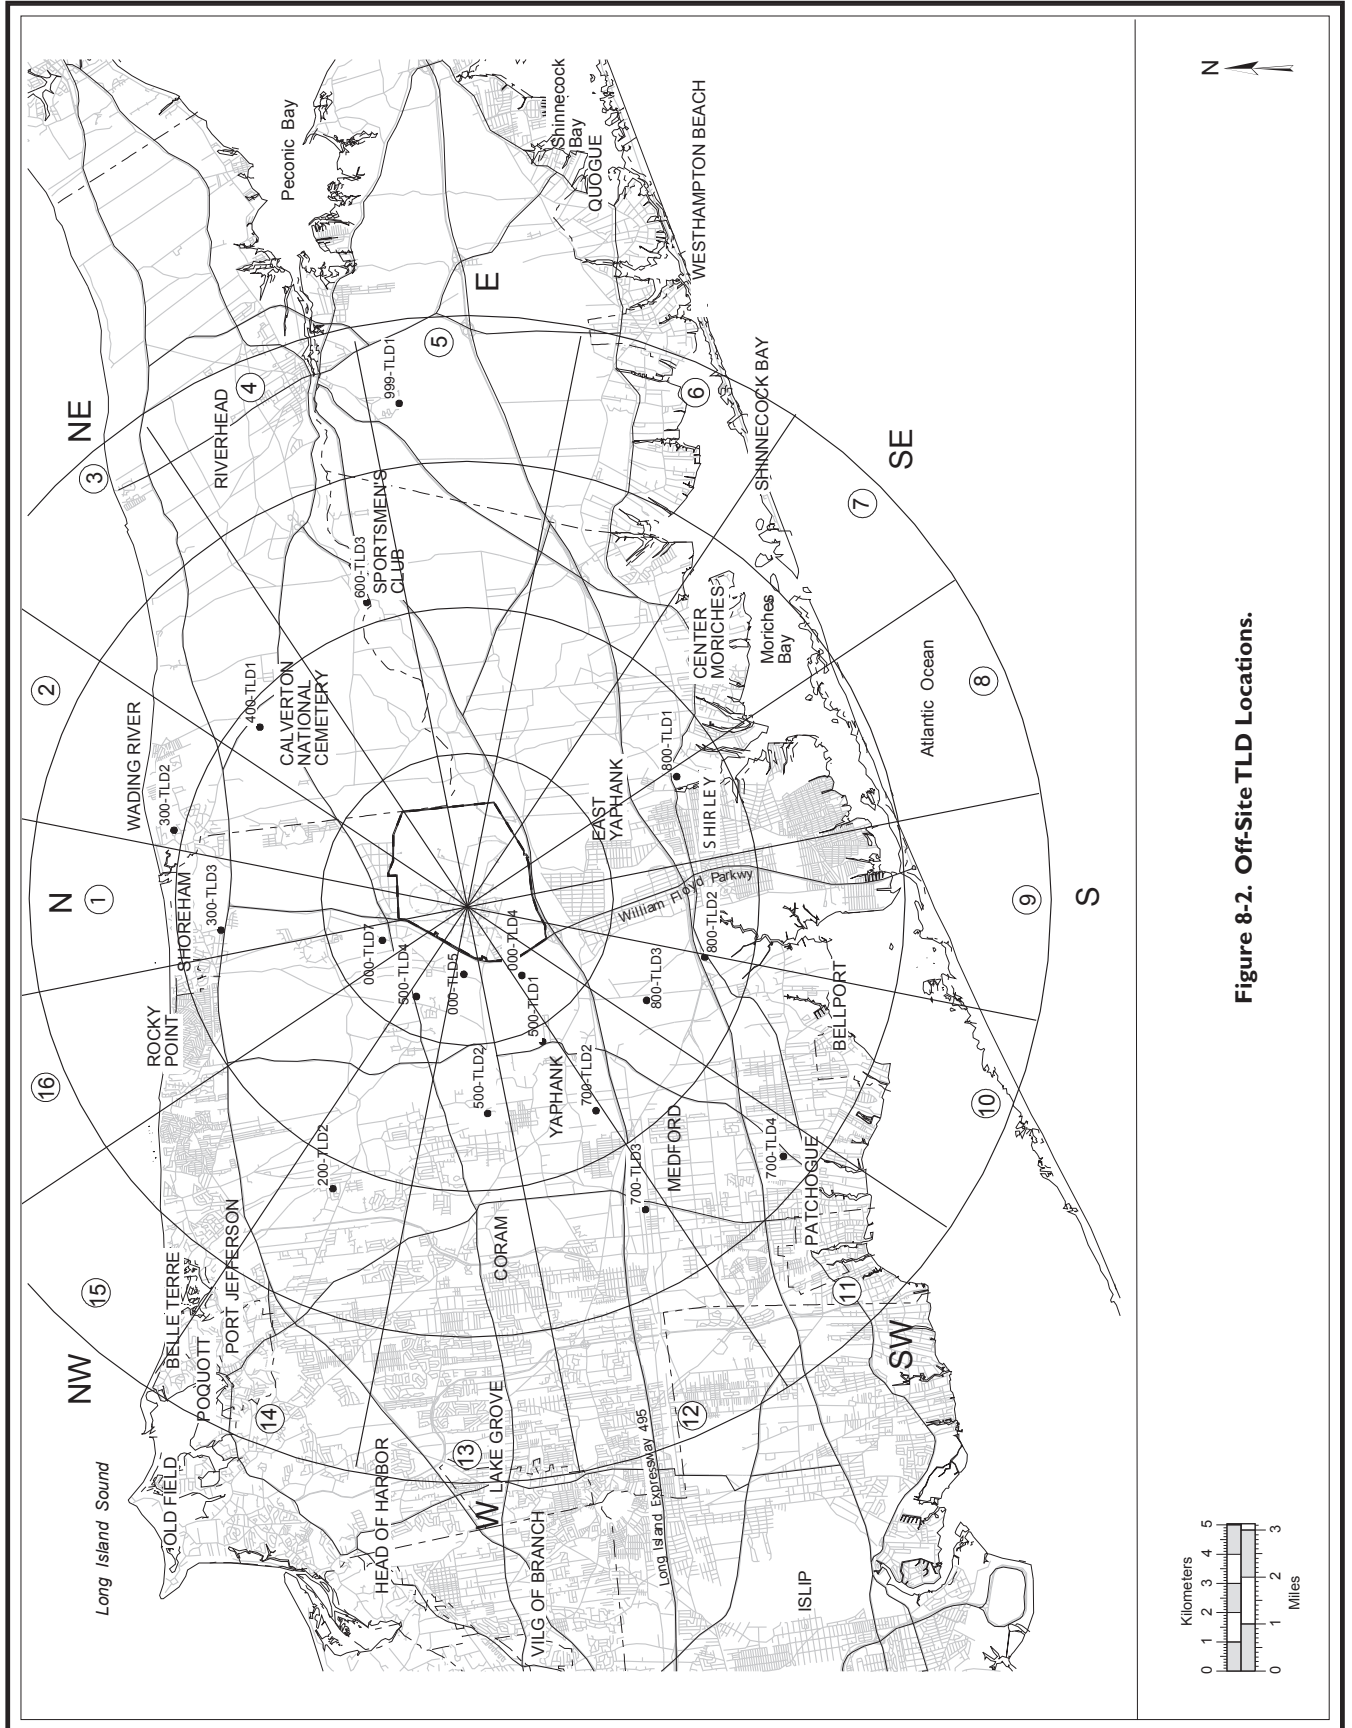 Long Island Sound
NW
15
16
N
1
2
NE
3
OLD FIELD
POQUOTT
BELLE TERRE
PORT JEFFERSON
ROCKY
POINT
SHOREHAM
WADING RIVER
300-TLD2
300-TLD3
400-TLD1
RIVERHEAD
4
Peconic Bay
14
200-TLD2
CALVERTON
NATIONAL
CEMETERY
600-TLD3
SPORTSMEN'S
CLUB
999-TLD1
5
HEAD OF HARBOR
13
W
LAKE GROVE
VILG OF BRANCH
CORAM
500-TLD2
000-TLD7
500-TLD4
000-TLD5
000-TLD4
500-TLD1
E
YAPHANK
700-TLD2
EAST
YAPHANK
Shinnecock
Bay
QUOGUE
WESTHAMPTON BEACH
Long Island Expressway 495
12
700-TLD3
MEDFORD
800-TLD3
William Floyd Parkwy
800-TLD2
800-TLD1
SHIRLEY
CENTER
MORICHES
6
Moriches
Bay
SHINNECOCK BAY
ISLIP
700-TLD4
PATCHOGUE
BELLPORT
11
SW
7
SE
Atlantic Ocean
10
9
8
S
Kilometers
0 1 2 3 4 5
0 1 2 3
Miles
Figure 8-2. Off-Site TLD Locations.
N